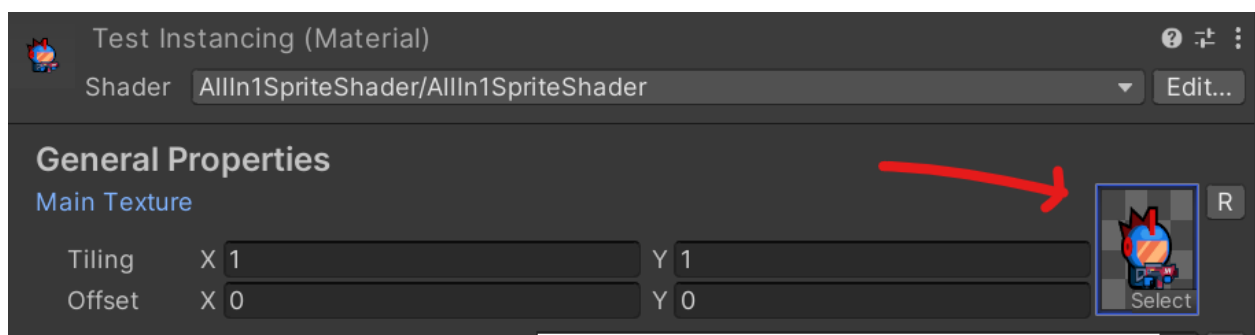 Test Instancing (Material)
Shader AllIn1SpriteShader/AllIn1SpriteShader Edit...
General Properties
Main Texture R
Tiling X 1 Y 1
Offset X 0 Y 0
Select